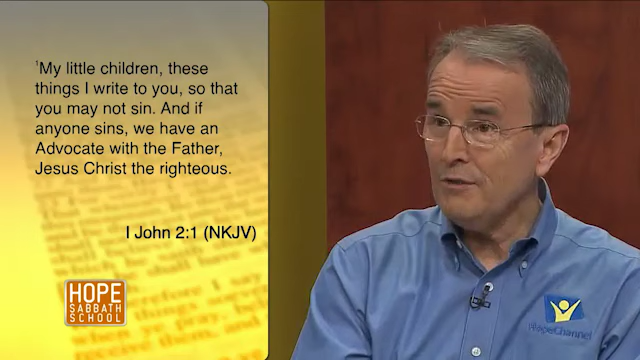 ¹My little children, these
things I write to you, so that
you may not sin. And if
anyone sins, we have an
Advocate with the Father,
Jesus Christ the righteous.
I John 2:1 (NKJV)
HOPE
SABBATH
SCHOOL
HopeChannel